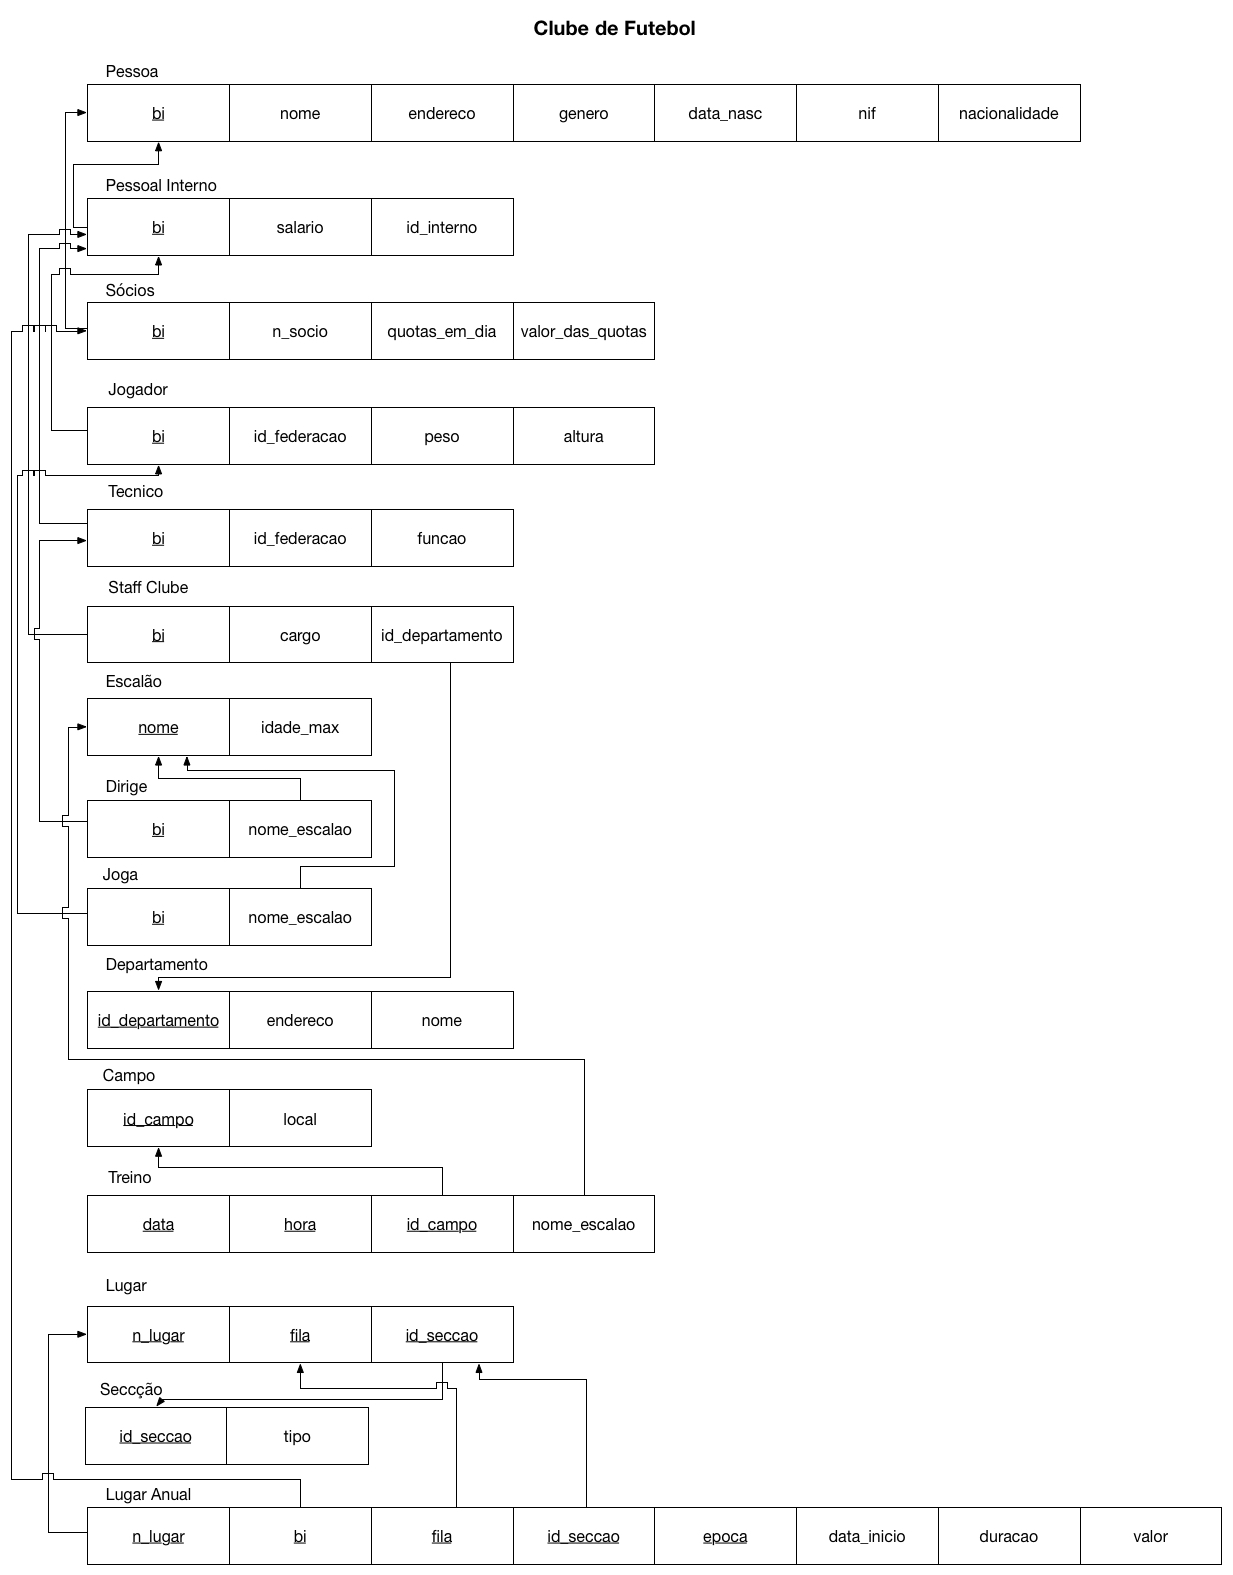 Clube de Futebol
Pessoa
bi nome endereco genero data_nasc nif nacionalidade
Pessoal Interno
bi salario id_interno
Sócios
bi n_socio quotas_em_dia valor_das_quotas
Jogador
bi id_federacao peso altura
Tecnico
bi id_federacao funcao
Staff Clube
bi cargo id_departamento
Escalão
nome idade_max
Dirige
bi nome_escalao
Joga
bi nome_escalao
Departamento
id_departamento endereco nome
Campo
id_campo local
Treino
data hora id_campo nome_escalao
Lugar
n_lugar fila id_seccao
Seccção
id_seccao tipo
Lugar Anual
n_lugar bi fila id_seccao epoca data_inicio duracao valor